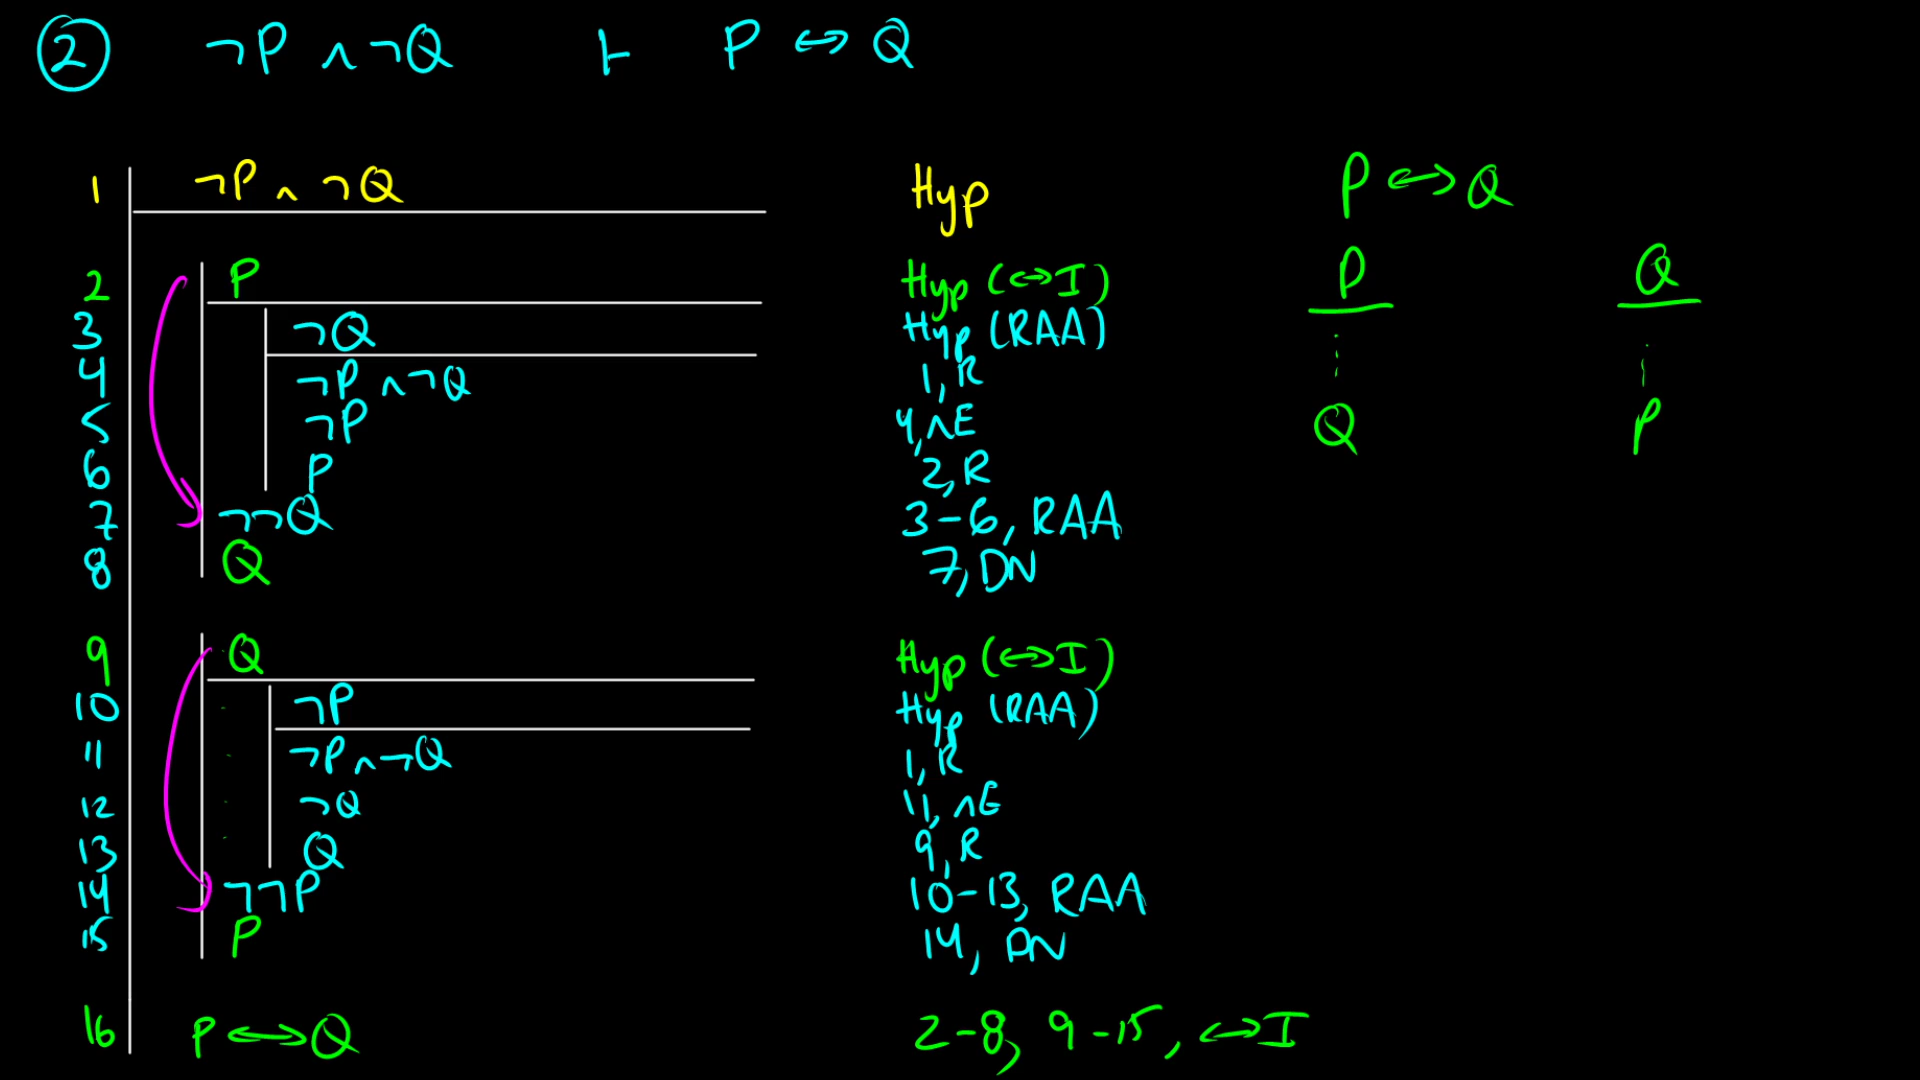 ② ¬P ∧ ¬Q ⊢ P ↔ Q
1 ¬P ∧ ¬Q Hyp
2 P Hyp (↔I)
3 ¬Q Hyp (RAA)
4 ¬P ∧ ¬Q 1, R
5 ¬P 4, ∧E
6 P 2, R
7 ¬¬Q 3-6, RAA
8 Q 7, DN
9 Q Hyp (↔I)
10 ¬P Hyp (RAA)
11 ¬P ∧ ¬Q 1, R
12 ¬Q 11, ∧E
13 Q 9, R
14 ¬¬P 10-13, RAA
15 P 14, DN
16 P ↔ Q 2-8, 9-15, ↔I
P ↔ Q
P Q
⋮ ⋮
Q P